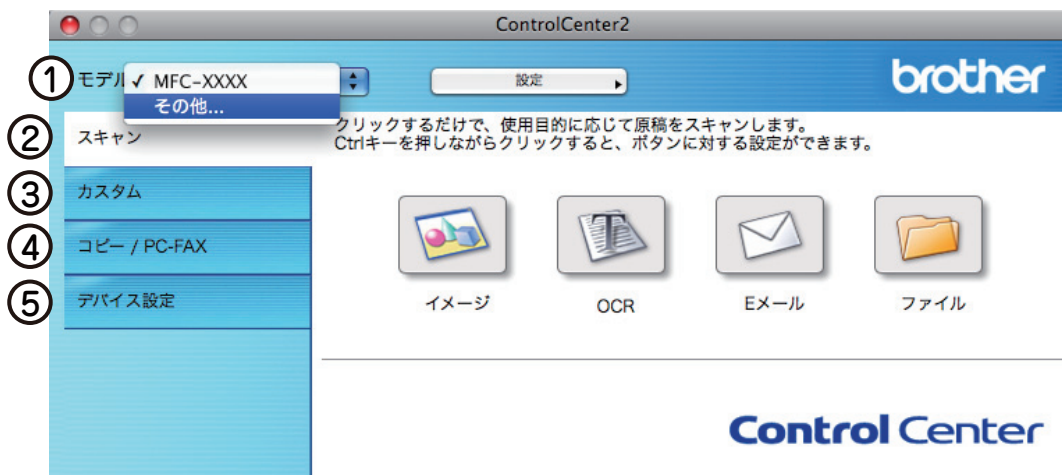 ControlCenter2
① モデル ✓ MFC-XXXX 設定 brother
その他...
② スキャン
クリックするだけで、使用目的に応じて原稿をスキャンします。
Ctrlキーを押しながらクリックすると、ボタンに対する設定ができます。
③ カスタム
④ コピー / PC-FAX
⑤ デバイス設定
イメージ OCR Eメール ファイル
Control Center